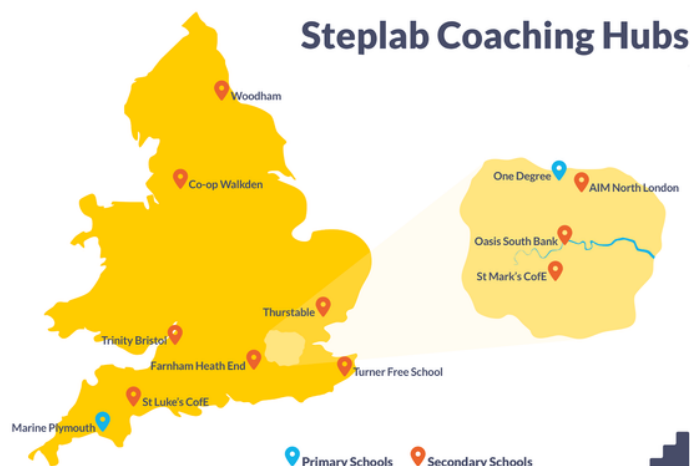 Steplab Coaching Hubs
Woodham
Co-op Walkden
One Degree
AIM North London
Oasis South Bank
St Mark's CofE
Thurstable
Trinity Bristol
Farnham Heath End
Turner Free School
St Luke's CofE
Marine Plymouth
Primary Schools
Secondary Schools